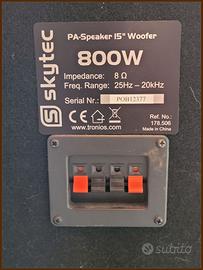 skytec
PA-Speaker 15" Woofer
800W
Impedance: 8 Ω
Freq. Range: 25Hz - 20kHz
Serial Nr.: POH12377
www.tronios.com
Ref. No.:
178.506
Made in China
subito